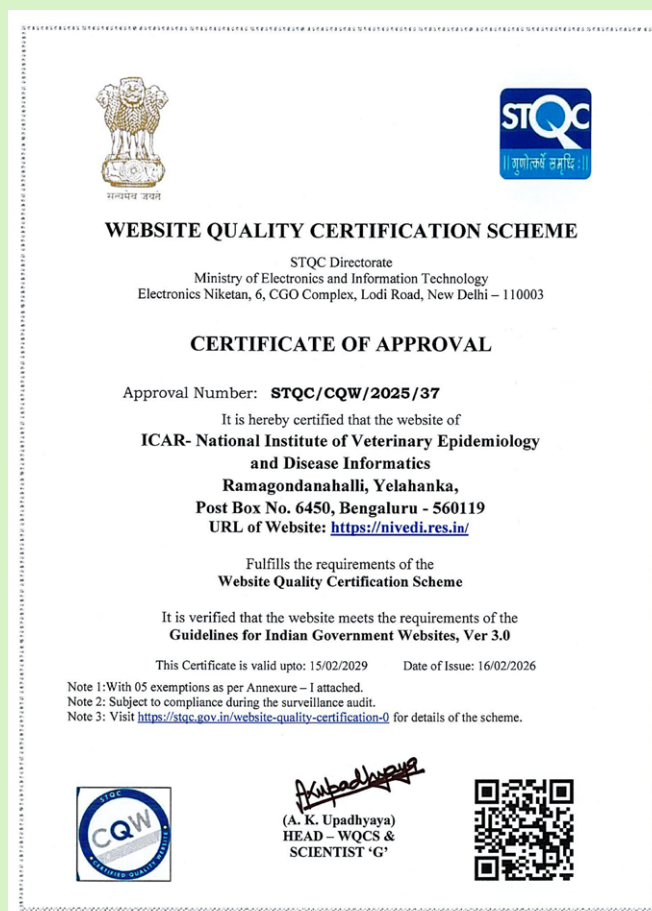 सत्यमेव जयते
STQC
|| गुणोत्कर्षे समृद्धि: ||
WEBSITE QUALITY CERTIFICATION SCHEME
STQC Directorate
Ministry of Electronics and Information Technology
Electronics Niketan, 6, CGO Complex, Lodi Road, New Delhi – 110003
CERTIFICATE OF APPROVAL
Approval Number: STQC/CQW/2025/37
It is hereby certified that the website of
ICAR- National Institute of Veterinary Epidemiology
and Disease Informatics
Ramagondanahalli, Yelahanka,
Post Box No. 6450, Bengaluru - 560119
URL of Website: https://nivedi.res.in/
Fulfills the requirements of the
Website Quality Certification Scheme
It is verified that the website meets the requirements of the
Guidelines for Indian Government Websites, Ver 3.0
This Certificate is valid upto: 15/02/2029 Date of Issue: 16/02/2026
Note 1:With 05 exemptions as per Annexure – I attached.
Note 2: Subject to compliance during the surveillance audit.
Note 3: Visit https://stqc.gov.in/website-quality-certification-0 for details of the scheme.
STQC
CQW
CERTIFIED QUALITY WEBSITE
AKupadhyaya
(A. K. Upadhyaya)
HEAD – WQCS &
SCIENTIST ‘G’